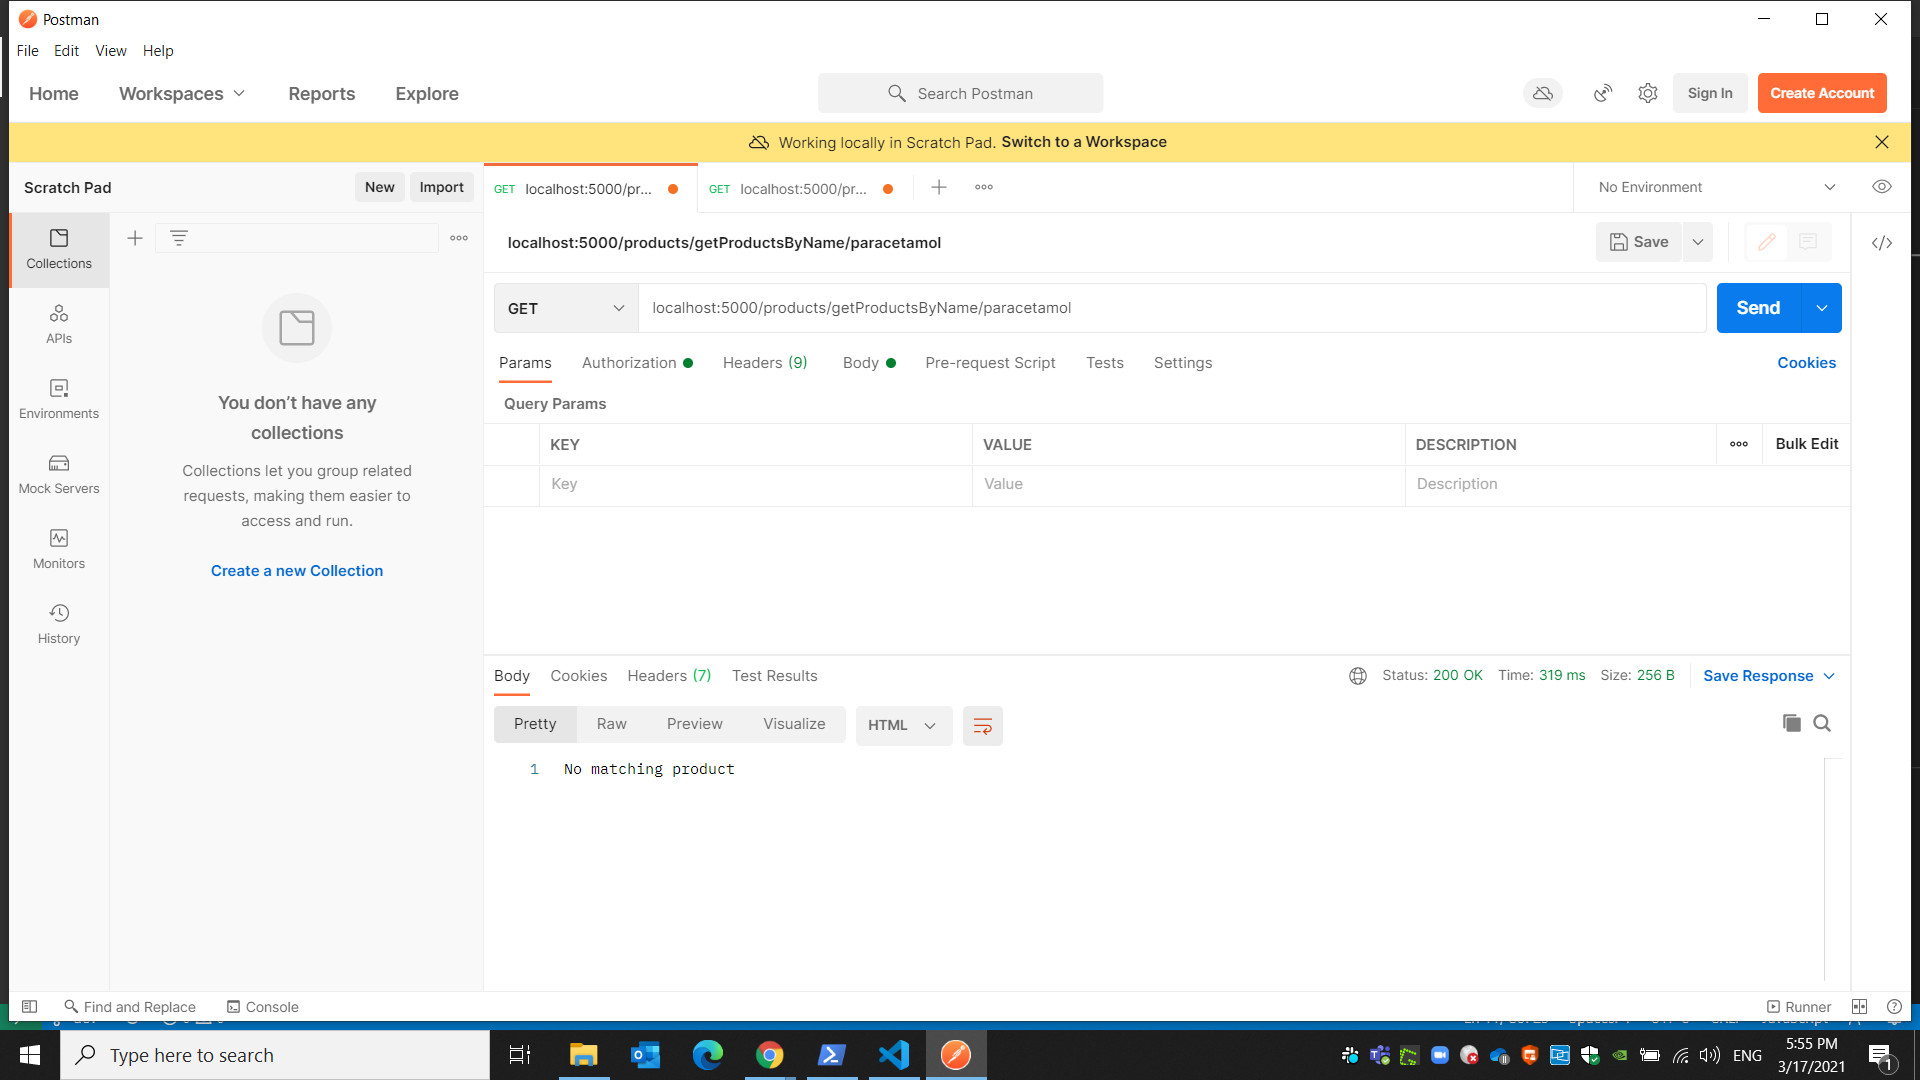 Postman
File Edit View Help
Home Workspaces Reports Explore Search Postman Sign In Create Account
Working locally in Scratch Pad. Switch to a Workspace
Scratch Pad New Import GET localhost:5000/pr... GET localhost:5000/pr... No Environment
Collections
localhost:5000/products/getProductsByName/paracetamol Save
GET localhost:5000/products/getProductsByName/paracetamol Send
APIs
Params Authorization Headers (9) Body Pre-request Script Tests Settings Cookies
Environments
Query Params
You don’t have any
collections
KEY VALUE DESCRIPTION Bulk Edit
Key Value Description
Mock Servers
Collections let you group related
requests, making them easier to
access and run.
Monitors
Create a new Collection
History
Body Cookies Headers (7) Test Results Status: 200 OK Time: 319 ms Size: 256 B Save Response
Pretty Raw Preview Visualize HTML
1 No matching product
Find and Replace Console Runner
Type here to search ENG 5:55 PM
3/17/2021
1